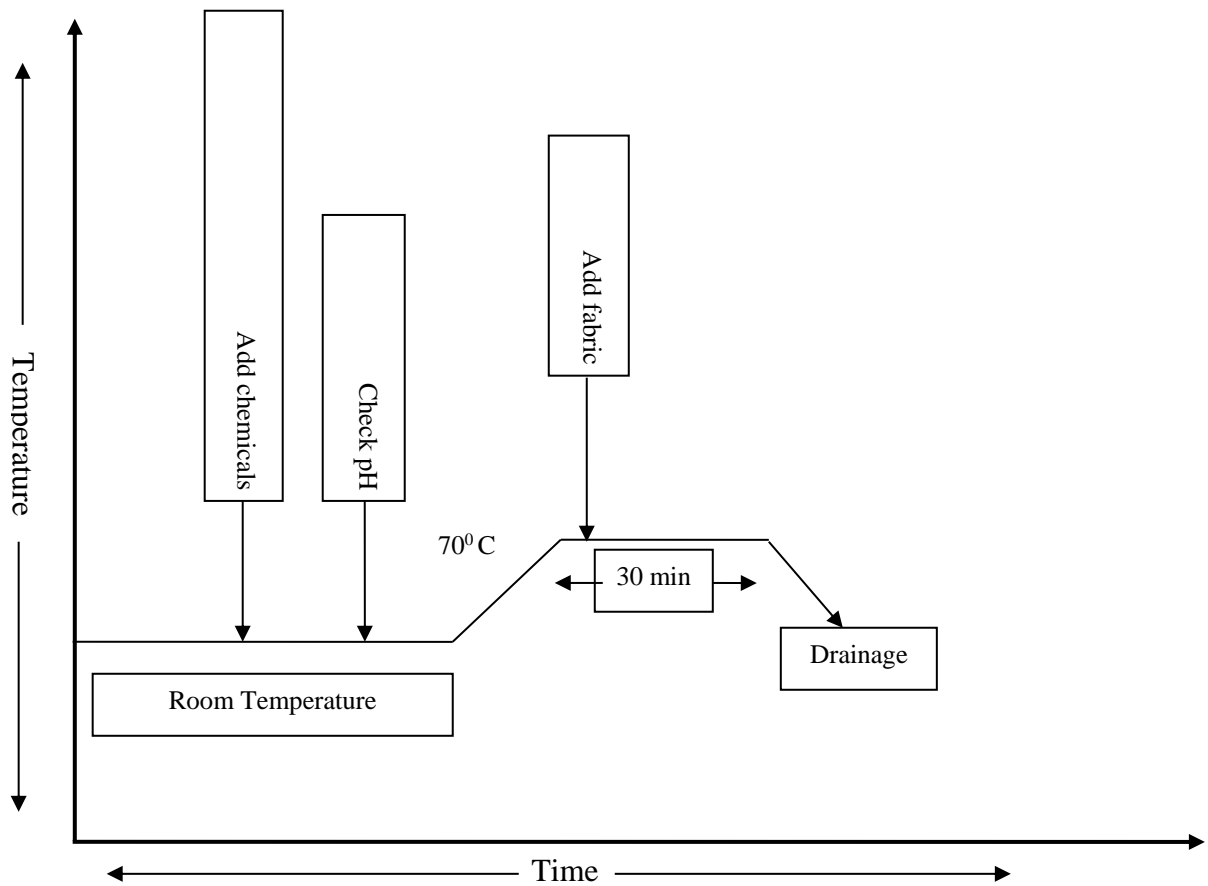 Add chemicals
Check pH
Add fabric
Temperature
70⁰ C
30 min
Drainage
Room Temperature
Time